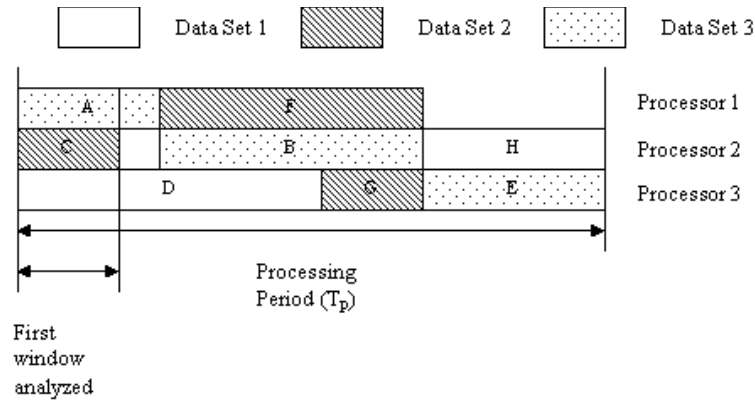 Data Set 1
Data Set 2
Data Set 3
A
F
Processor 1
C
B
H
Processor 2
D
G
E
Processor 3
Processing
Period (Tp)
First
window
analyzed